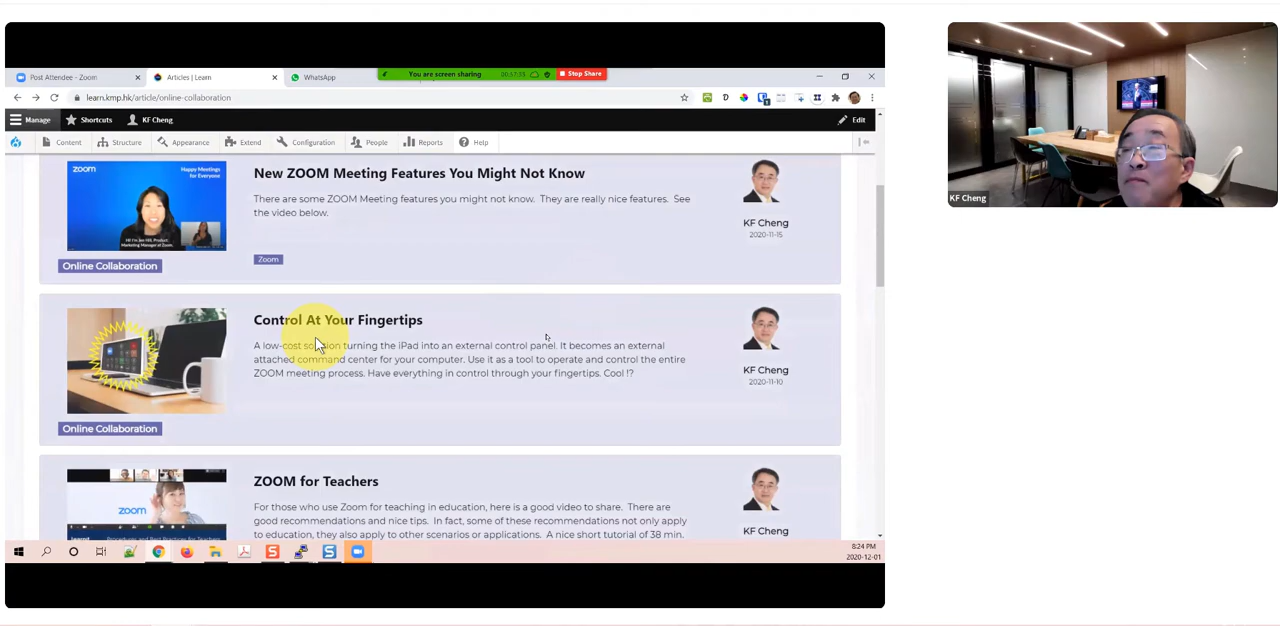 Post Attendee - Zoom
Articles | Learn
WhatsApp
You are screen sharing
Stop Share
learn.kmp.hk/article/online-collaboration
Manage
Shortcuts
KF Cheng
Edit
Content
Structure
Appearance
Extend
Configuration
People
Reports
Help
zoom
Happy Meetings
for Everyone
Online Collaboration
New ZOOM Meeting Features You Might Not Know
There are some ZOOM Meeting features you might not know. They are really nice features. See
the video below.
Zoom
KF Cheng
2020-11-15
Online Collaboration
Control At Your Fingertips
A low-cost solution turning the iPad into an external control panel. It becomes an external
attached command center for your computer. Use it as a tool to operate and control the entire
ZOOM meeting process. Have everything in control through your fingertips. Cool !?
KF Cheng
2020-11-10
zoom
ZOOM for Teachers
For those who use Zoom for teaching in education, here is a good video to share. There are
good recommendations and nice tips. In fact, some of these recommendations not only apply
to education, they also apply to other scenarios or applications. A nice short tutorial of 38 min.
KF Cheng
8:24 PM
2020-12-01
KF Cheng